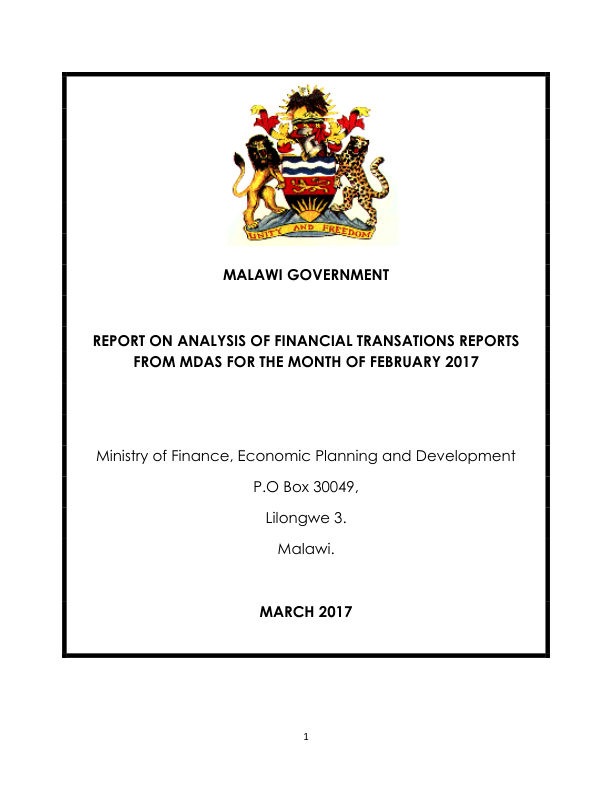 UNITY AND FREEDOM
MALAWI GOVERNMENT
REPORT ON ANALYSIS OF FINANCIAL TRANSATIONS REPORTS
FROM MDAS FOR THE MONTH OF FEBRUARY 2017
Ministry of Finance, Economic Planning and Development
P.O Box 30049,
Lilongwe 3.
Malawi.
MARCH 2017
1